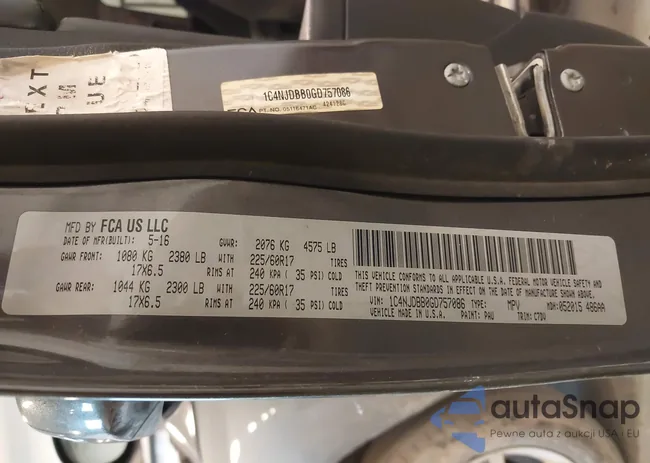 EXT
M
UE
1C4NJDBB0GD757086
MFD BY FCA US LLC
DATE OF MFR(BUILT): 5-16 GVWR: 2076 KG 4575 LB
GAWR FRONT: 1080 KG 2380 LB WITH 225/60R17 TIRES
17X6.5 RIMS AT 240 KPA ( 35 PSI) COLD
GAWR REAR: 1044 KG 2300 LB WITH 225/60R17 TIRES
17X6.5 RIMS AT 240 KPA ( 35 PSI) COLD
THIS VEHICLE CONFORMS TO ALL APPLICABLE U.S.A. FEDERAL MOTOR VEHICLE SAFETY AND
THEFT PREVENTION STANDARDS IN EFFECT ON THE DATE OF MANUFACTURE SHOWN ABOVE.
VIN: 1C4NJDBB0GD757086 TYPE: MPV MDH: 052015 486AA
VEHICLE MADE IN U.S.A. PAINT: PAU TRIM: C7DV
autaSnap
Pewne auta z aukcji USA i EU